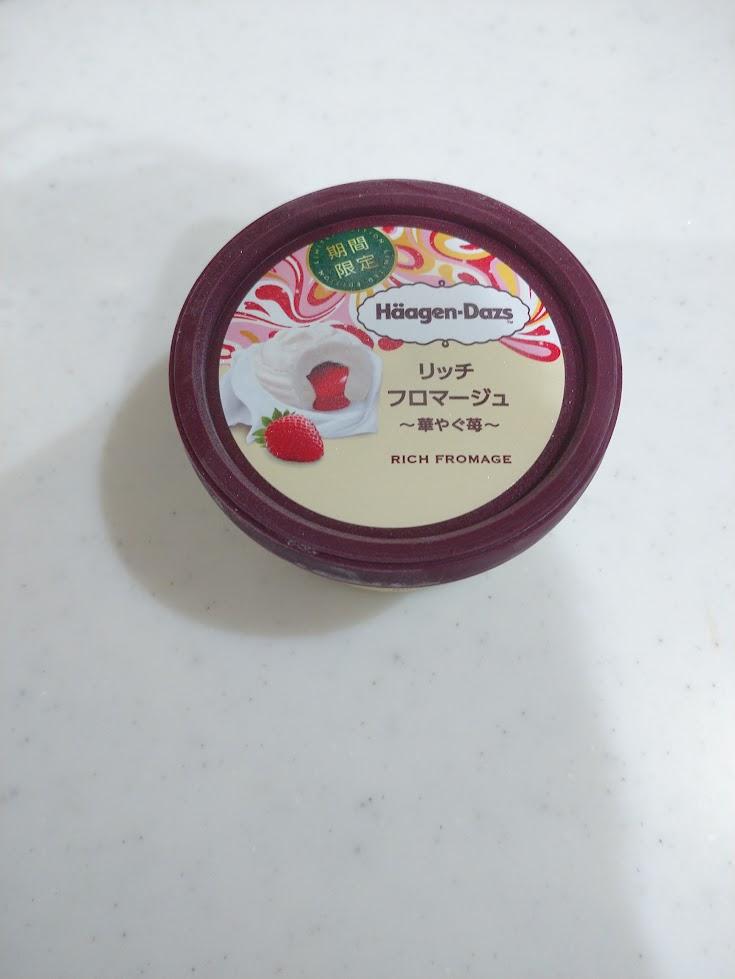 期間
限定
Häagen-Dazs
リッチ
フロマージュ
～華やぐ苺～
RICH FROMAGE